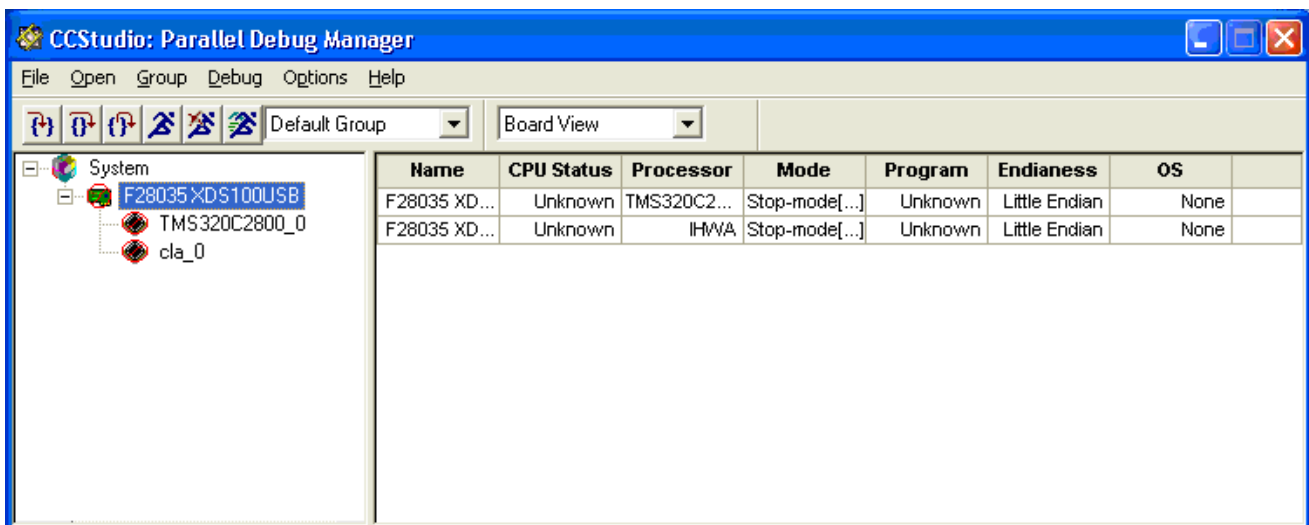 CCStudio: Parallel Debug Manager
File Open Group Debug Options Help
Default Group Board View
System
F28035 XDS100USB
TMS320C2800_0
cla_0
Name CPU Status Processor Mode Program Endianess OS
F28035 XD... Unknown TMS320C2... Stop-mode[...] Unknown Little Endian None
F28035 XD... Unknown IHWA Stop-mode[...] Unknown Little Endian None